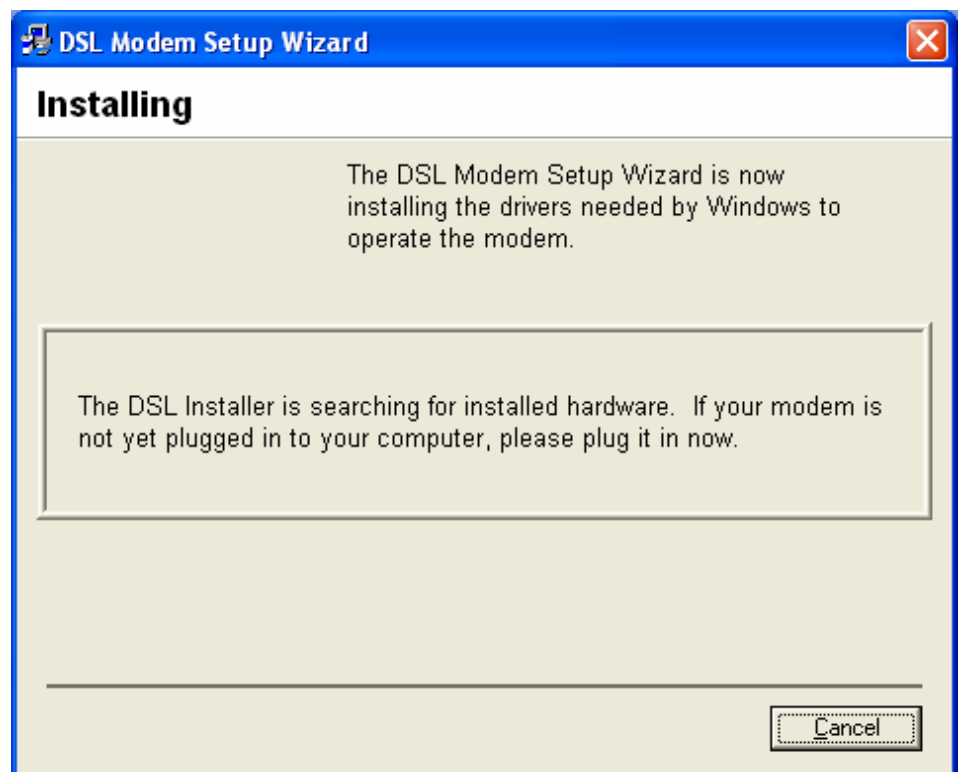 DSL Modem Setup Wizard
Installing
The DSL Modem Setup Wizard is now
installing the drivers needed by Windows to
operate the modem.
The DSL Installer is searching for installed hardware.  If your modem is
not yet plugged in to your computer, please plug it in now.
Cancel